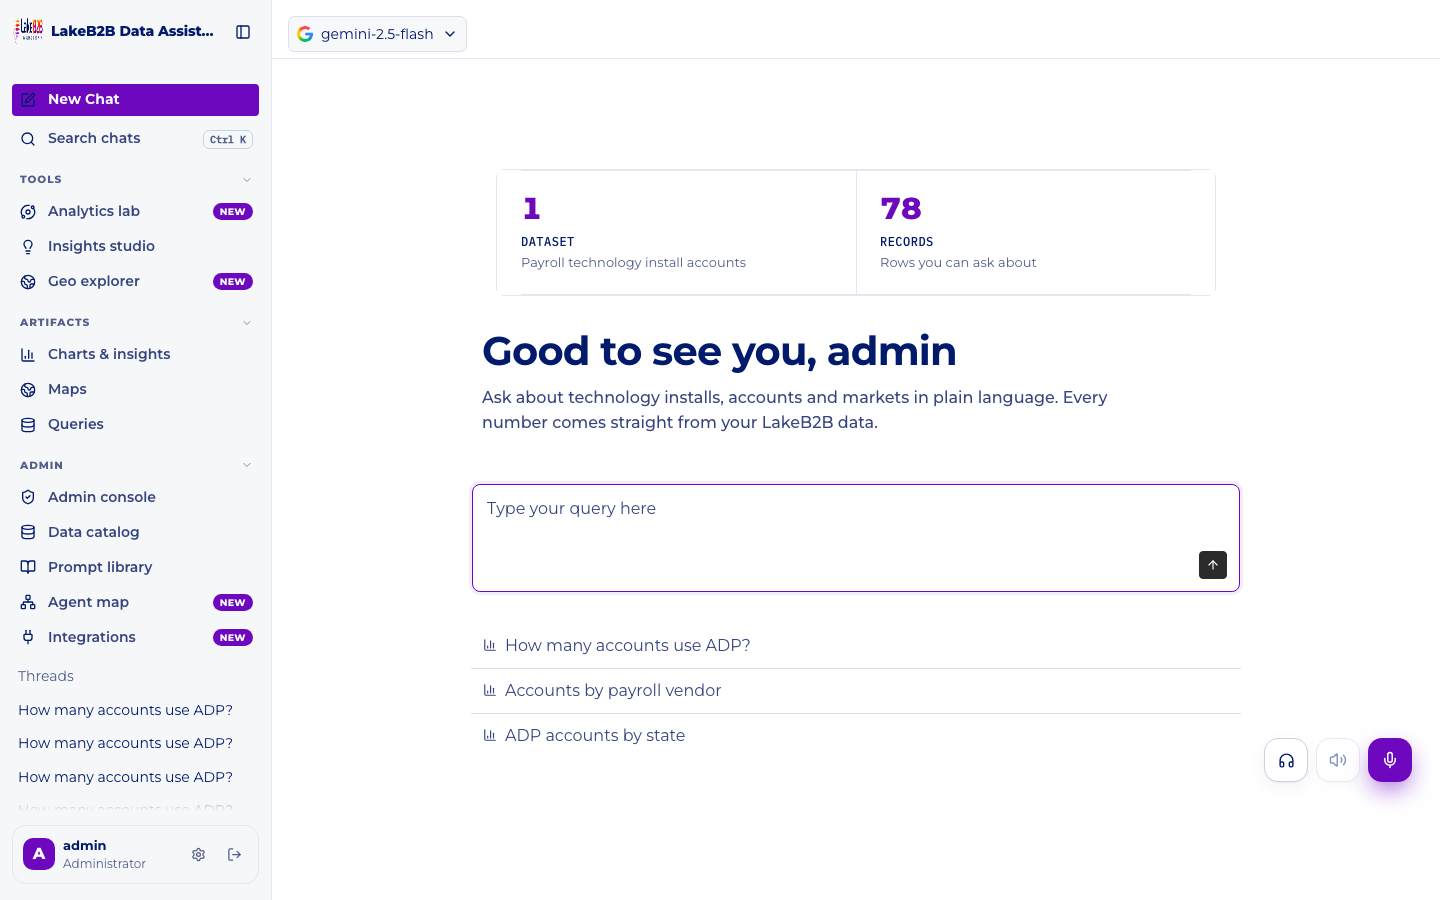 LakeB2B Data Assist...
gemini-2.5-flash
New Chat
Search chats
Ctrl K
TOOLS
Analytics lab
NEW
Insights studio
Geo explorer
NEW
ARTIFACTS
Charts & insights
Maps
Queries
ADMIN
Admin console
Data catalog
Prompt library
Agent map
NEW
Integrations
NEW
Threads
How many accounts use ADP?
How many accounts use ADP?
How many accounts use ADP?
How many accounts use ADP?
A
admin
Administrator
1
DATASET
Payroll technology install accounts
78
RECORDS
Rows you can ask about
Good to see you, admin
Ask about technology installs, accounts and markets in plain language. Every
number comes straight from your LakeB2B data.
Type your query here
How many accounts use ADP?
Accounts by payroll vendor
ADP accounts by state